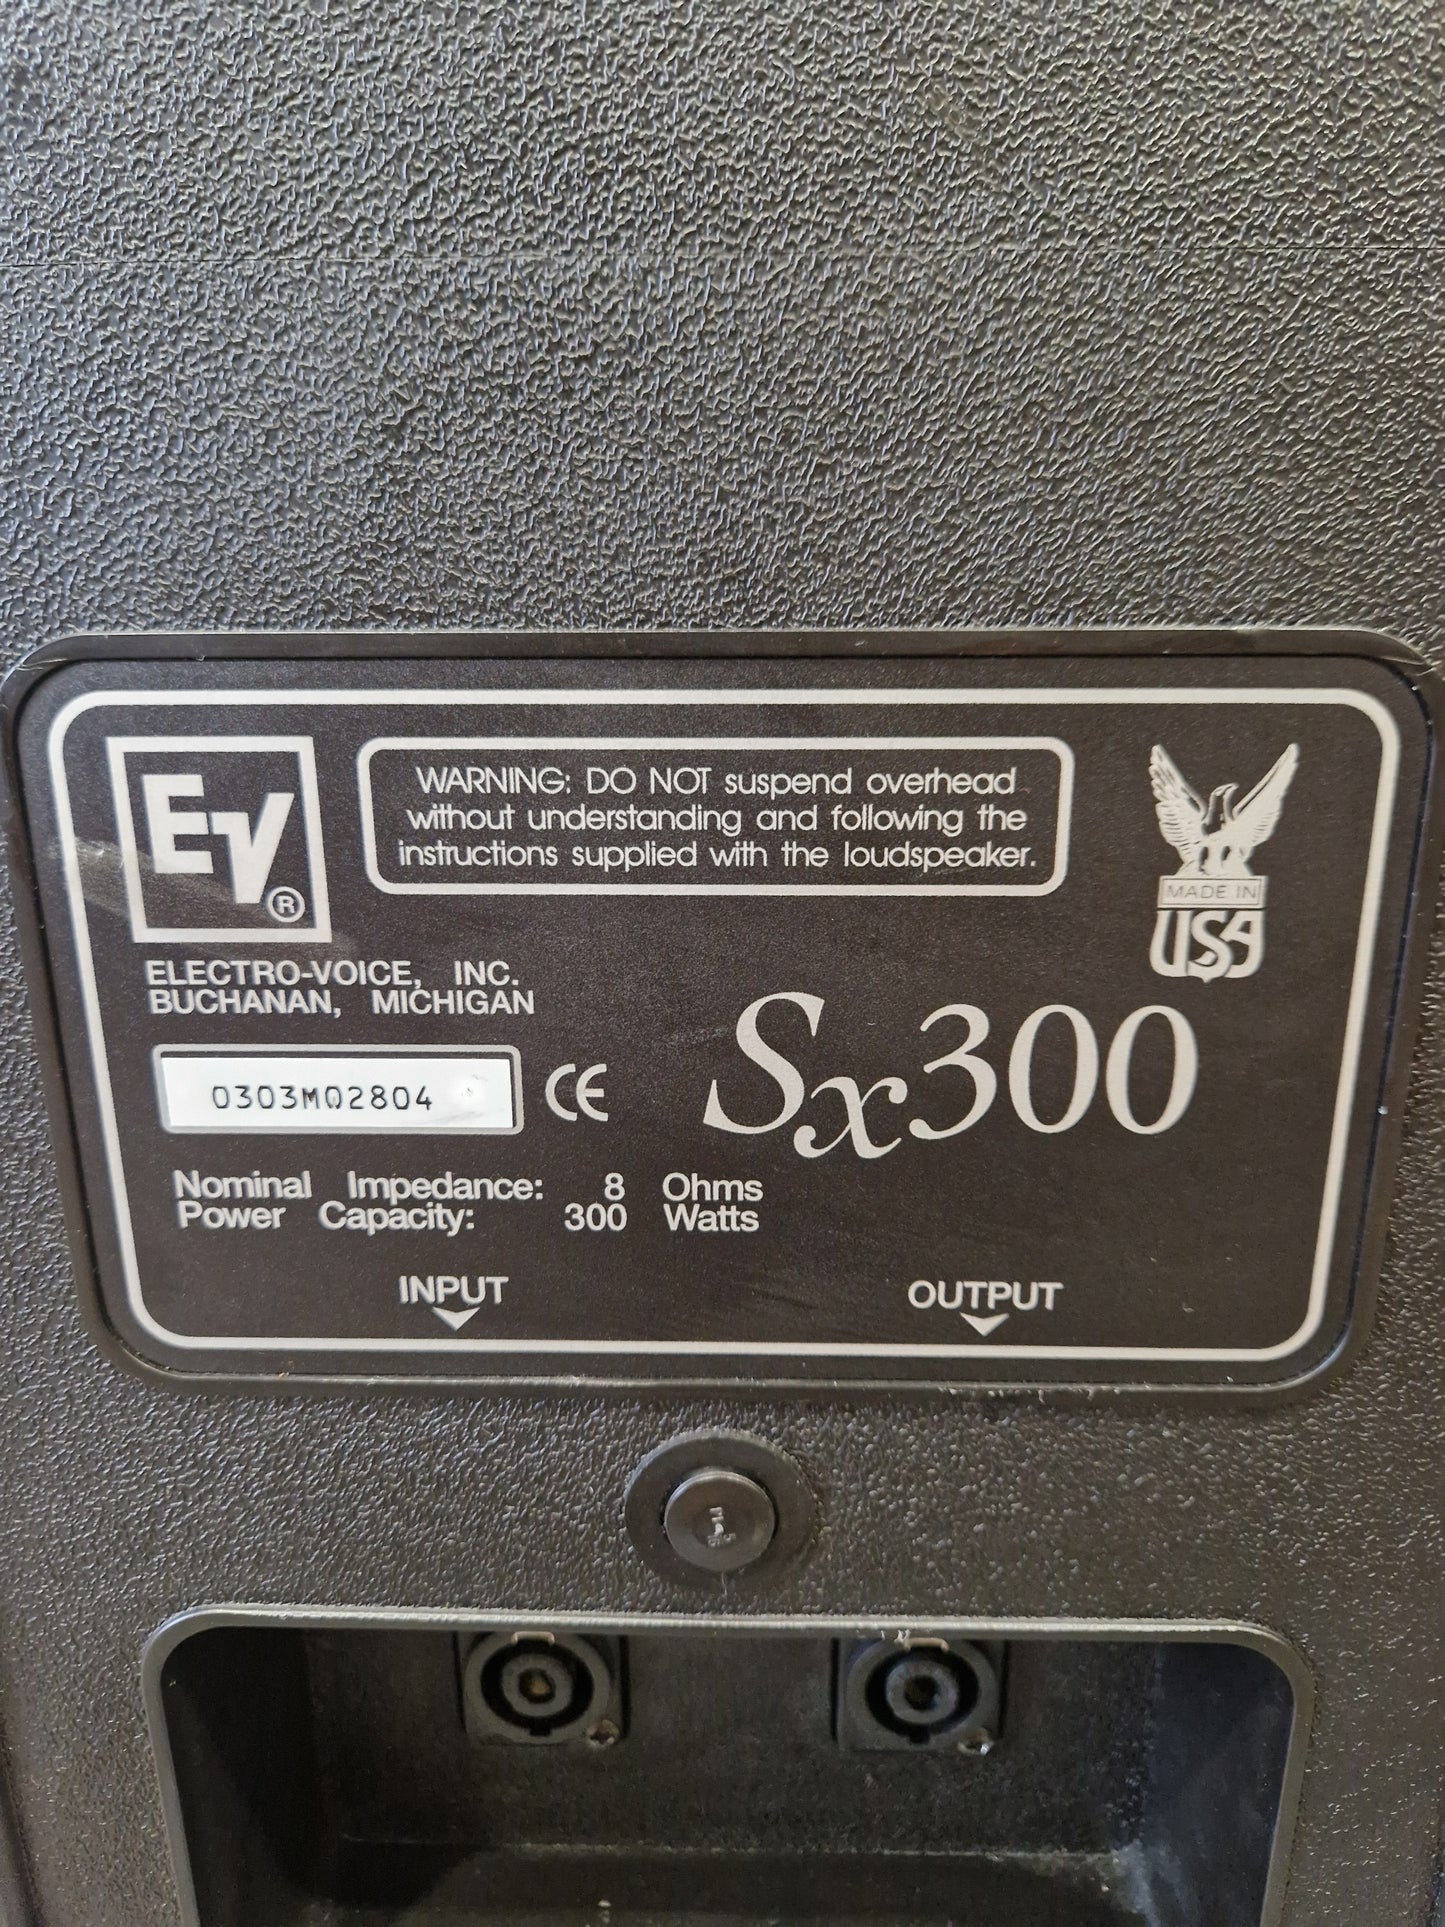 EV®
WARNING: DO NOT suspend overhead
without understanding and following the
instructions supplied with the loudspeaker.
MADE IN
USA
ELECTRO-VOICE, INC.
BUCHANAN, MICHIGAN
Sx300
0303M02804 CE
Nominal Impedance: 8 Ohms
Power Capacity: 300 Watts
INPUT
OUTPUT